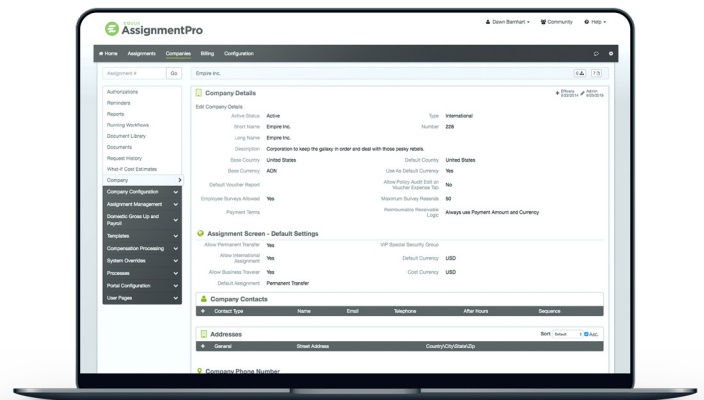 EQUUS
AssignmentPro
Dawn Barnhart
Community
Help
Home Assignments Companies Billing Configuration
Assignment # Go
Empire Inc.
Authorizations
Reminders
Reports
Running Workflows
Document Library
Documents
Request History
What-If Cost Estimates
Company
Company Configuration
Assignment Management
Domestic Gross Up and
Payroll
Templates
Compensation Processing
System Overrides
Processes
Portal Configuration
User Pages
Company Details
Edit Company Details
Active Status Active Type International
Short Name Empire Inc. Number 226
Long Name Empire Inc.
Description Corporation to keep the galaxy in order and deal with those pesky rebels.
Base Country United States Default Country United States
Base Currency AON Use As Default Currency Yes
Default Voucher Report Allow Policy Audit Edit on
Voucher Expense Tab No
Employee Surveys Allowed Yes Maximum Survey Resends 50
Payment Terms Reimbursable Receivable
Logic Always use Payment Amount and Currency
Assignment Screen - Default Settings
Allow Permanent Transfer Yes VIP Special Security Group
Allow International
Assignment Yes Default Currency USD
Allow Business Traveler Yes Cost Currency USD
Default Assignment Permanent Transfer
Company Contacts
Contact Type Name Email Telephone After Hours Sequence
Addresses
Sort Default Asc.
General Street Address Country\City\State\Zip
Company Phone Number